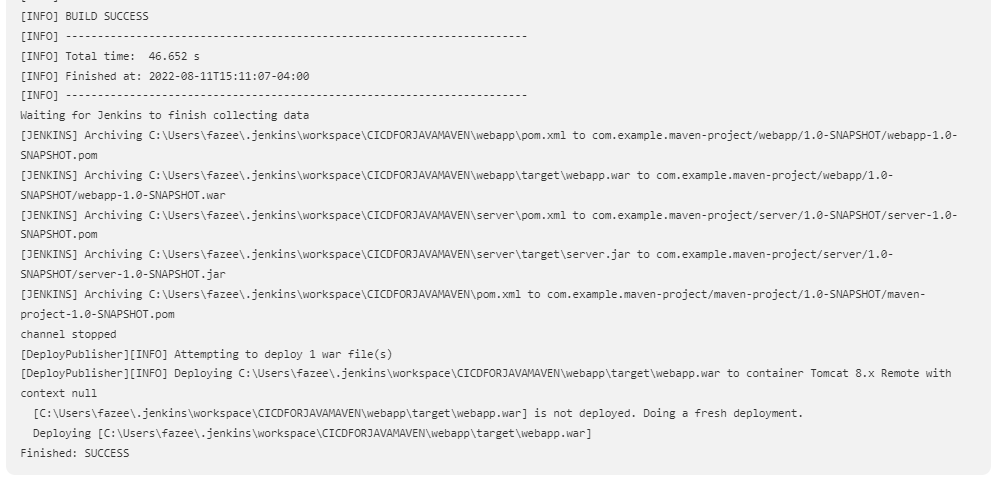 [INFO] BUILD SUCCESS
[INFO] ------------------------------------------------------------------------
[INFO] Total time:  46.652 s
[INFO] Finished at: 2022-08-11T15:11:07-04:00
[INFO] ------------------------------------------------------------------------
Waiting for Jenkins to finish collecting data
[JENKINS] Archiving C:\Users\fazee\.jenkins\workspace\CICDFORJAVAMAVEN\webapp\pom.xml to com.example.maven-project/webapp/1.0-SNAPSHOT/webapp-1.0-
SNAPSHOT.pom
[JENKINS] Archiving C:\Users\fazee\.jenkins\workspace\CICDFORJAVAMAVEN\webapp\target\webapp.war to com.example.maven-project/webapp/1.0-
SNAPSHOT/webapp-1.0-SNAPSHOT.war
[JENKINS] Archiving C:\Users\fazee\.jenkins\workspace\CICDFORJAVAMAVEN\server\pom.xml to com.example.maven-project/server/1.0-SNAPSHOT/server-1.0-
SNAPSHOT.pom
[JENKINS] Archiving C:\Users\fazee\.jenkins\workspace\CICDFORJAVAMAVEN\server\target\server.jar to com.example.maven-project/server/1.0-
SNAPSHOT/server-1.0-SNAPSHOT.jar
[JENKINS] Archiving C:\Users\fazee\.jenkins\workspace\CICDFORJAVAMAVEN\pom.xml to com.example.maven-project/maven-project/1.0-SNAPSHOT/maven-
project-1.0-SNAPSHOT.pom
channel stopped
[DeployPublisher][INFO] Attempting to deploy 1 war file(s)
[DeployPublisher][INFO] Deploying C:\Users\fazee\.jenkins\workspace\CICDFORJAVAMAVEN\webapp\target\webapp.war to container Tomcat 8.x Remote with
context null
  [C:\Users\fazee\.jenkins\workspace\CICDFORJAVAMAVEN\webapp\target\webapp.war] is not deployed. Doing a fresh deployment.
  Deploying [C:\Users\fazee\.jenkins\workspace\CICDFORJAVAMAVEN\webapp\target\webapp.war]
Finished: SUCCESS